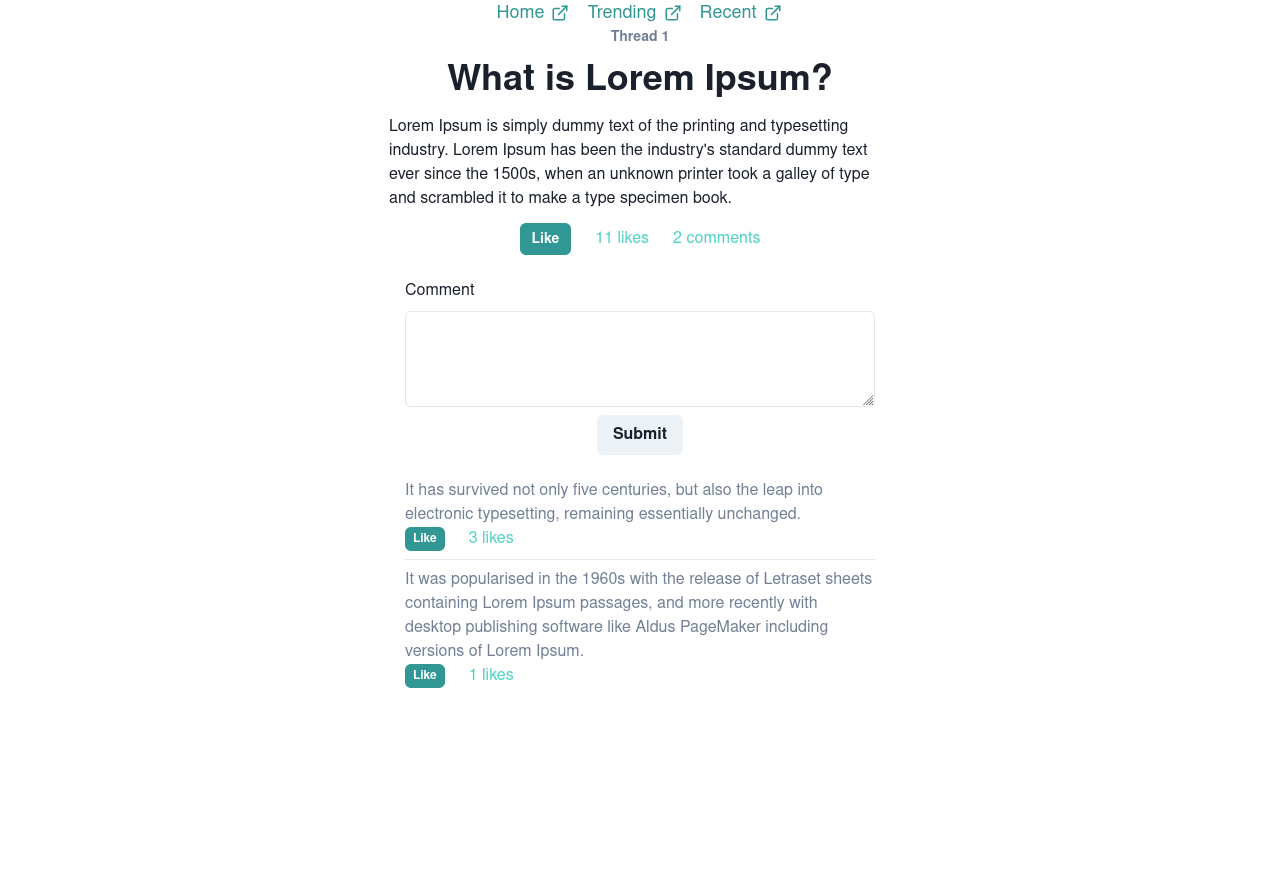 Home Trending Recent
Thread 1
What is Lorem Ipsum?
Lorem Ipsum is simply dummy text of the printing and typesetting
industry. Lorem Ipsum has been the industry's standard dummy text
ever since the 1500s, when an unknown printer took a galley of type
and scrambled it to make a type specimen book.
Like 11 likes 2 comments
Comment
Submit
It has survived not only five centuries, but also the leap into
electronic typesetting, remaining essentially unchanged.
Like 3 likes
It was popularised in the 1960s with the release of Letraset sheets
containing Lorem Ipsum passages, and more recently with
desktop publishing software like Aldus PageMaker including
versions of Lorem Ipsum.
Like 1 likes